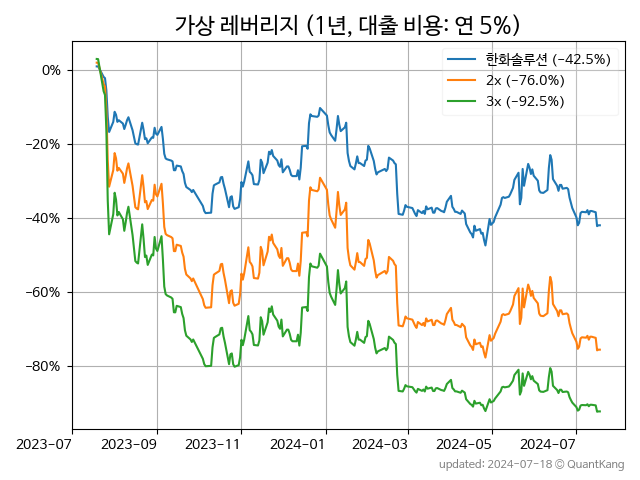 가상 레버리지 (1년, 대출 비용: 연 5%)
한화솔루션 (−42.5%)
2x (−76.0%)
3x (−92.5%)
0%
−20%
−40%
−60%
−80%
2023-07 2023-09 2023-11 2024-01 2024-03 2024-05 2024-07
updated: 2024-07-18 © QuantKang